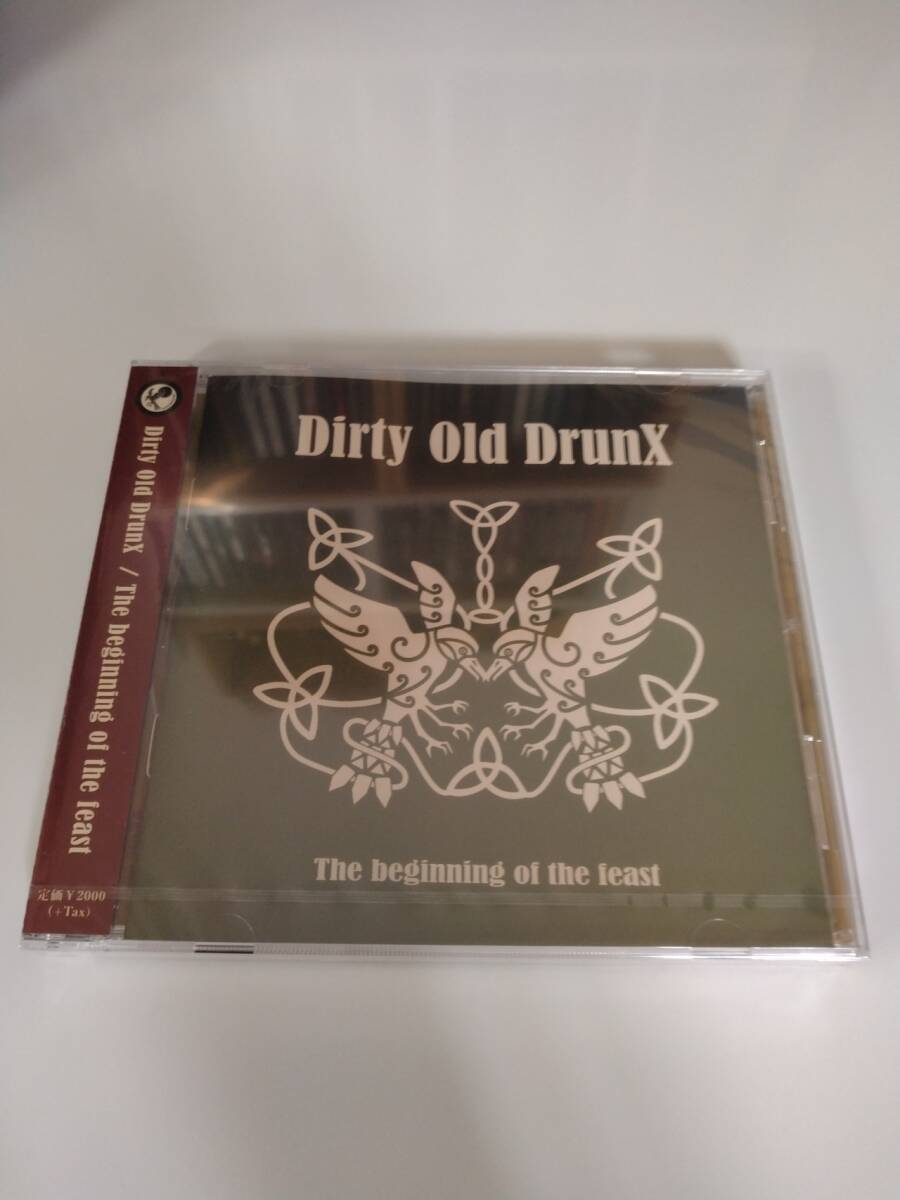 Dirty Old DrunX / The beginning of the feast
定価¥2000
(+Tax)
Dirty Old DrunX
The beginning of the feast